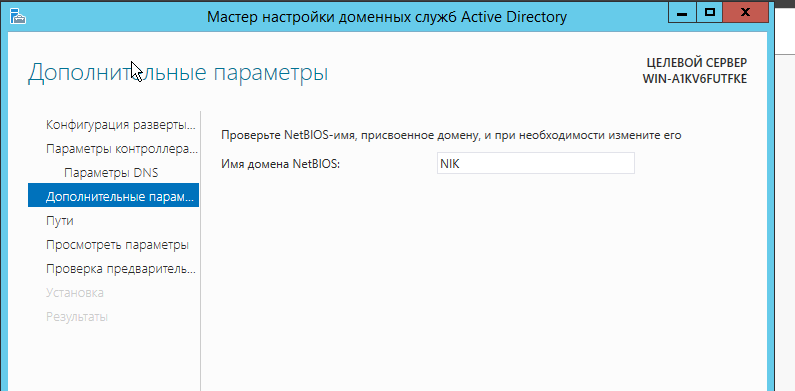 Мастер настройки доменных служб Active Directory
Дополнительные параметры
ЦЕЛЕВОЙ СЕРВЕР
WIN-A1KV6FUTFKE
Конфигурация разверты...
Параметры контроллера...
Параметры DNS
Дополнительные парам...
Пути
Просмотреть параметры
Проверка предваритель...
Установка
Результаты
Проверьте NetBIOS-имя, присвоенное домену, и при необходимости измените его
Имя домена NetBIOS:
NIK